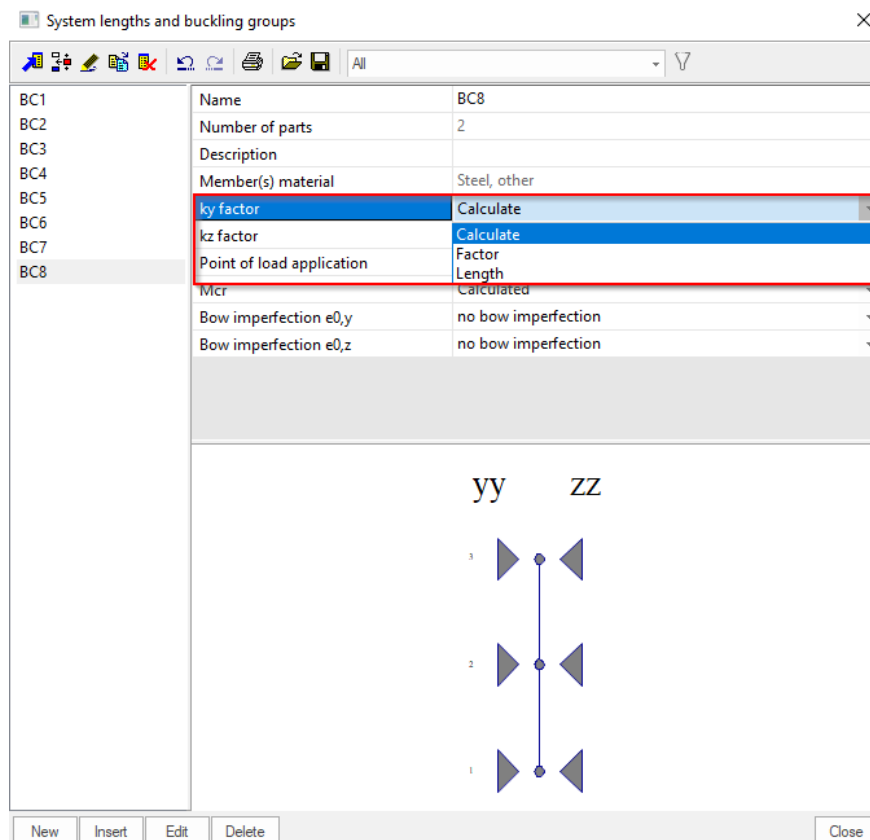 System lengths and buckling groups
All
BC1
BC2
BC3
BC4
BC5
BC6
BC7
BC8
Name BC8
Number of parts 2
Description
Member(s) material Steel, other
ky factor Calculate
kz factor Calculate
Factor
Point of load application Length
Mcr Calculated
Bow imperfection e0,y no bow imperfection
Bow imperfection e0,z no bow imperfection
yy zz
3
2
1
New Insert Edit Delete Close